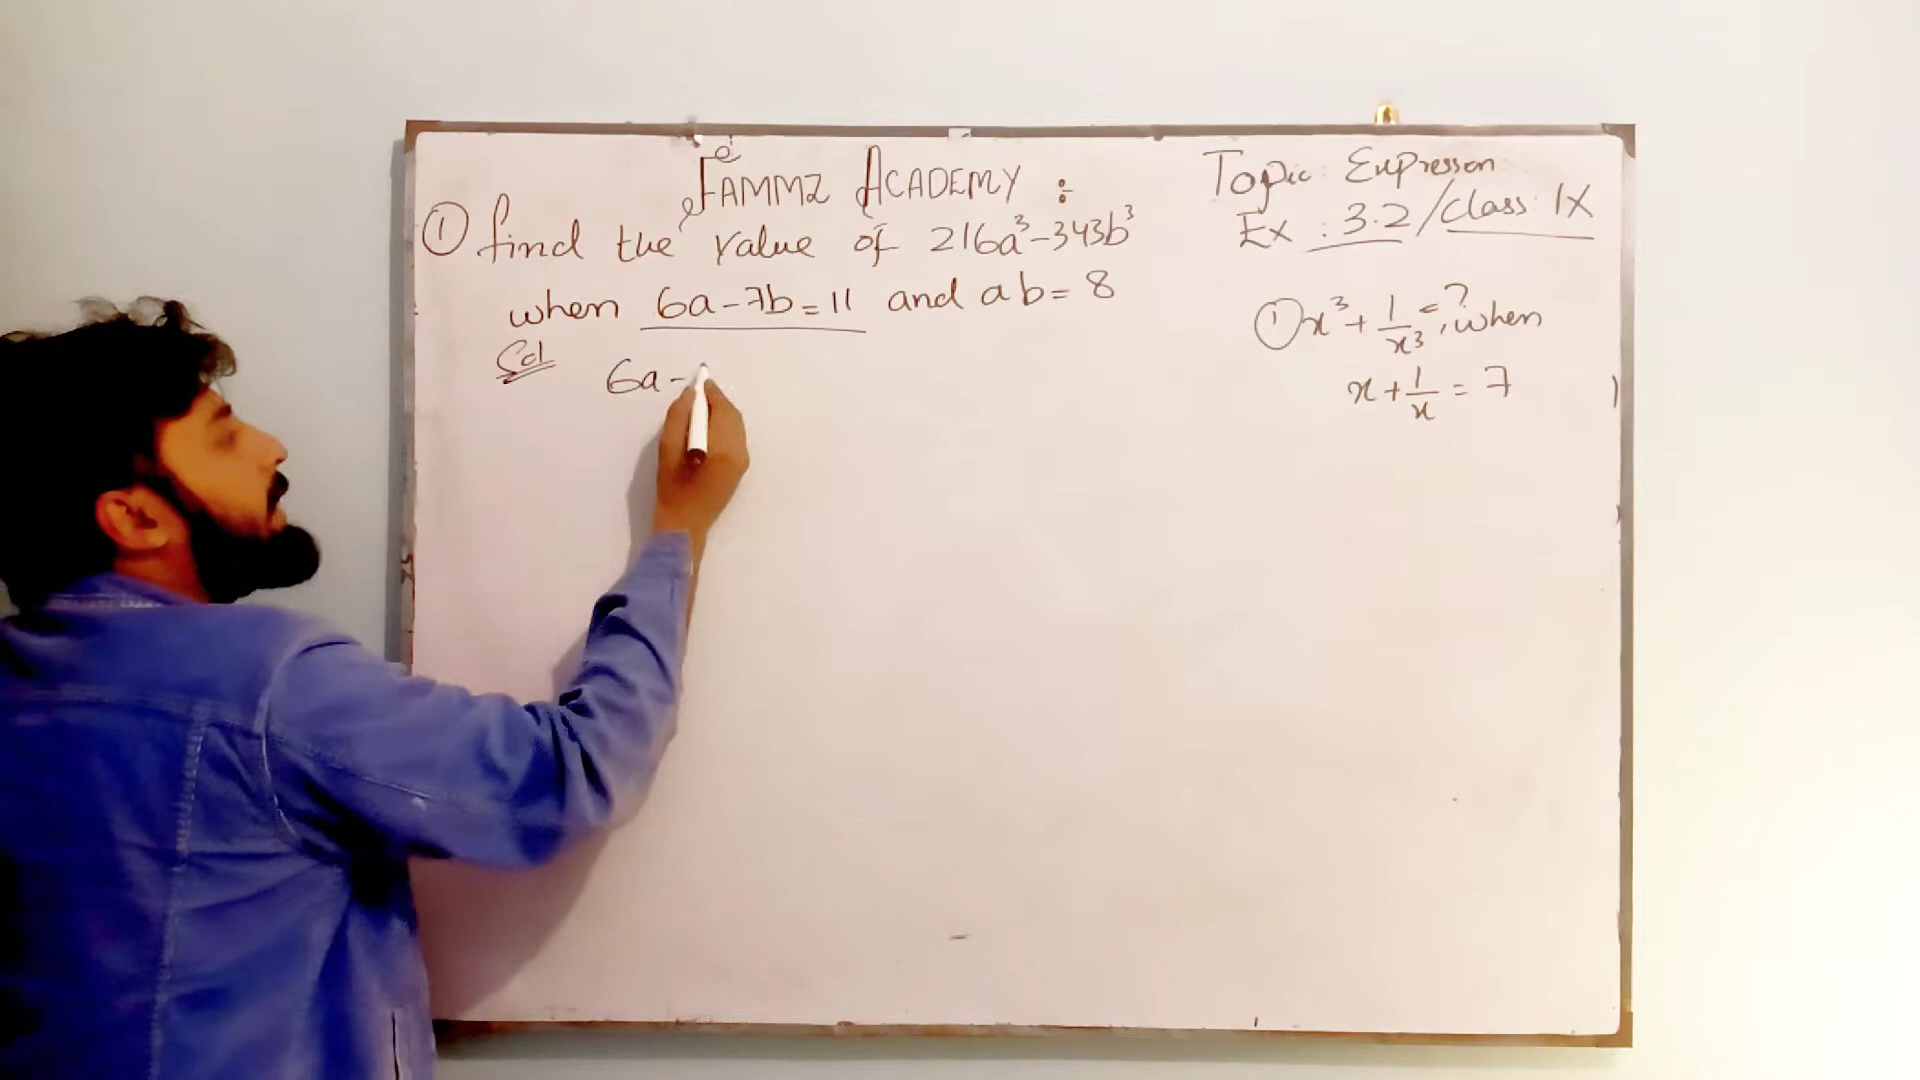 FAMMZ ACADEMY :
① find the value of 216a³-343b³
when 6a-7b=11 and ab=8
Sol
6a-
Topic: Expresson
Ex : 3.2/class: IX
① x³+1/x³=?, when
x+1/x=7